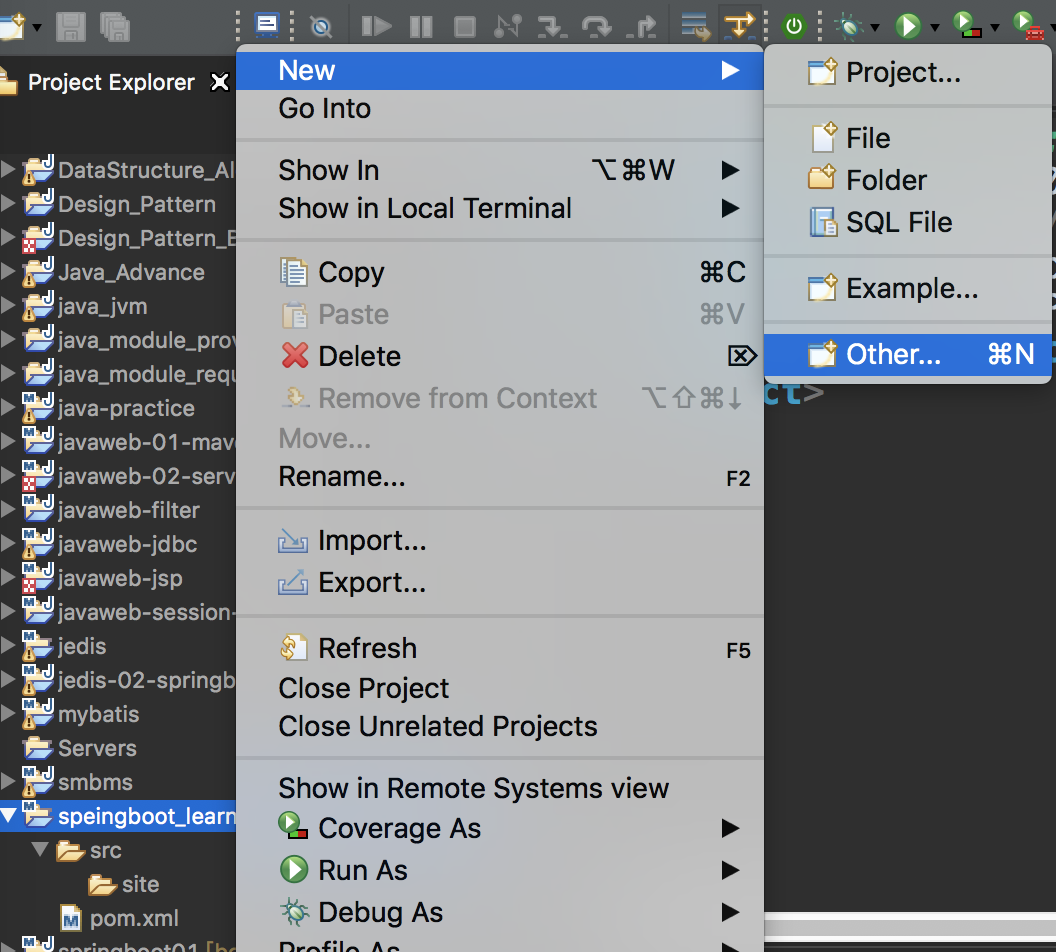 Project Explorer
DataStructure_Al
Design_Pattern
Design_Pattern_E
Java_Advance
java_jvm
java_module_prov
java_module_requ
java-practice
javaweb-01-mave
javaweb-02-serv
javaweb-filter
javaweb-jdbc
javaweb-jsp
javaweb-session-
jedis
jedis-02-springb
mybatis
Servers
smbms
speingboot_learn
src
site
pom.xml
springboot01 [bo
New
Go Into
Show In ⌥⌘W
Show in Local Terminal
Copy ⌘C
Paste ⌘V
Delete ⌦
Remove from Context ⌥⇧⌘↓
Move...
Rename... F2
Import...
Export...
Refresh F5
Close Project
Close Unrelated Projects
Show in Remote Systems view
Coverage As
Run As
Debug As
Profile As
Project...
File
Folder
SQL File
Example...
Other... ⌘N
ct>